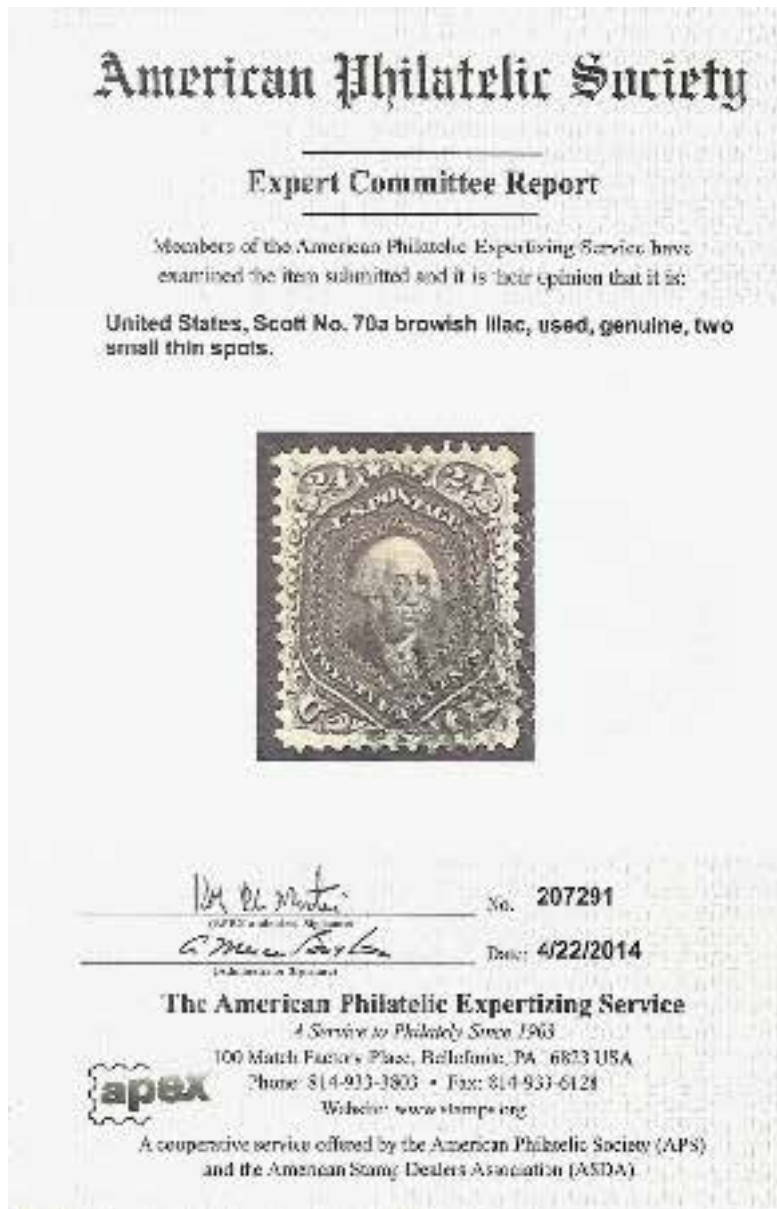 American Philatelic Society
Expert Committee Report
Members of the American Philatelic Expertizing Service have
examined the item submitted and it is their opinion that it is:
United States, Scott No. 70a browish lilac, used, genuine, two
small thin spots.
24 24
U.S. POSTAGE
No. 207291
Date: 4/22/2014
The American Philatelic Expertizing Service
A Service to Philately Since 1903
100 Match Factory Place, Bellefonte, PA 16823 USA
Phone: 814-933-3803 • Fax: 814-933-6128
Website: www.stamps.org
apex
A cooperative service offered by the American Philatelic Society (APS)
and the American Stamp Dealers Association (ASDA)